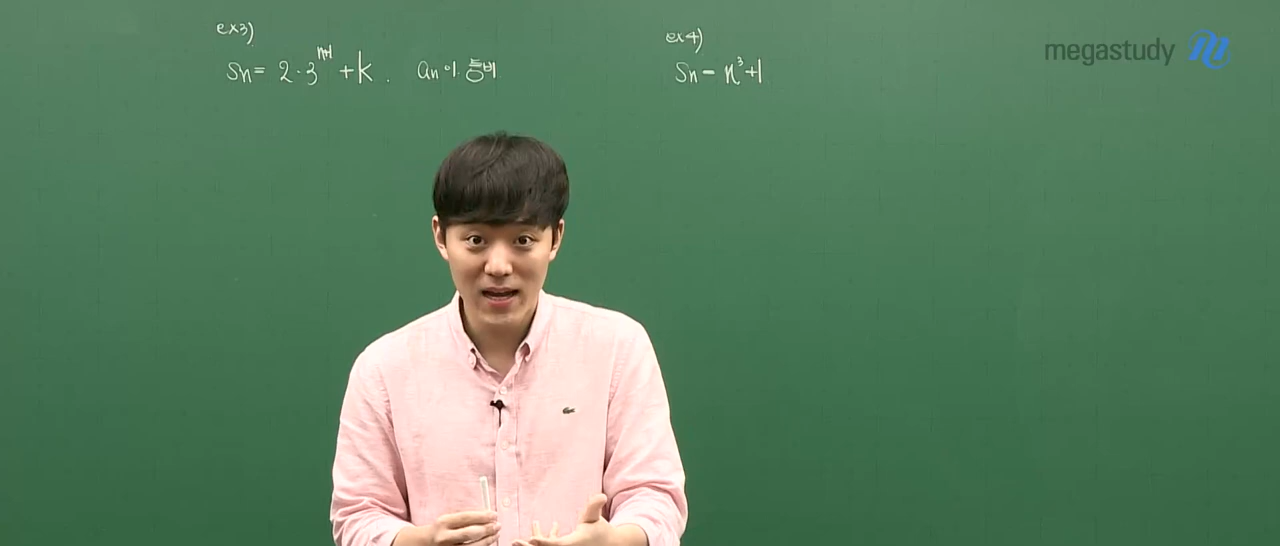 ex3)
Sn = 2·3^{n+1} + k. an이 등비
ex4)
Sn = n³+1
megastudy